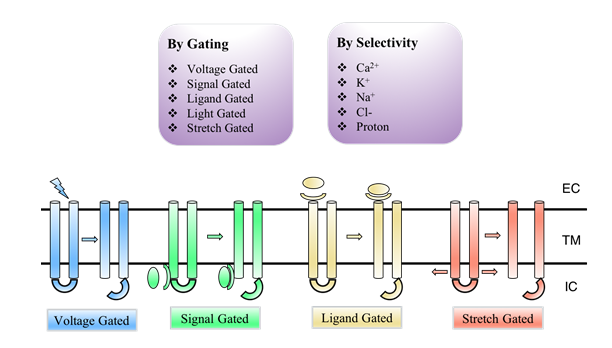 By Gating
❖ Voltage Gated
❖ Signal Gated
❖ Ligand Gated
❖ Light Gated
❖ Stretch Gated
By Selectivity
❖ Ca²⁺
❖ K⁺
❖ Na⁺
❖ Cl-
❖ Proton
EC
TM
IC
Voltage Gated
Signal Gated
Ligand Gated
Stretch Gated